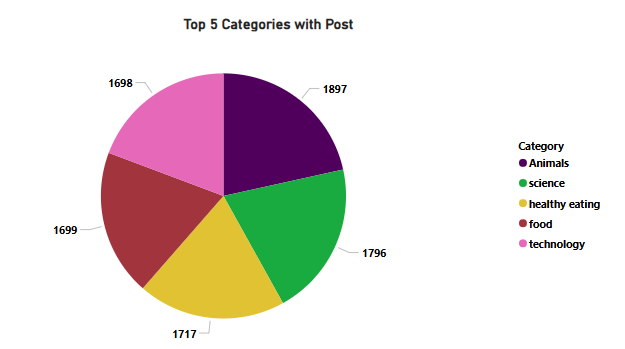 Top 5 Categories with Post
1698
1897
Category
Animals
science
healthy eating
food
technology
1699
1796
1717